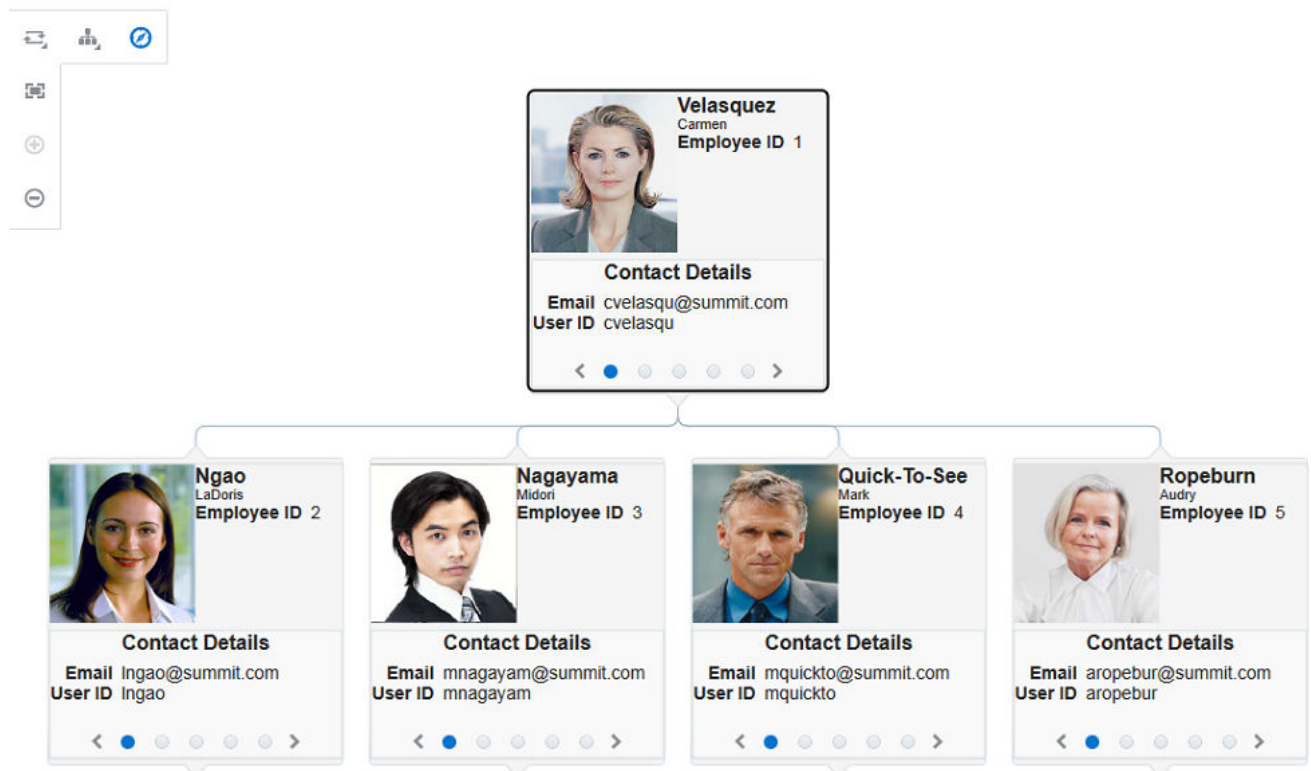 Velasquez
Carmen
Employee ID 1
Contact Details
Email cvelasqu@summit.com
User ID cvelasqu
Ngao
LaDoris
Employee ID 2
Contact Details
Email lngao@summit.com
User ID lngao
Nagayama
Midori
Employee ID 3
Contact Details
Email mnagayam@summit.com
User ID mnagayam
Quick-To-See
Mark
Employee ID 4
Contact Details
Email mquickto@summit.com
User ID mquickto
Ropeburn
Audry
Employee ID 5
Contact Details
Email aropebur@summit.com
User ID aropebur